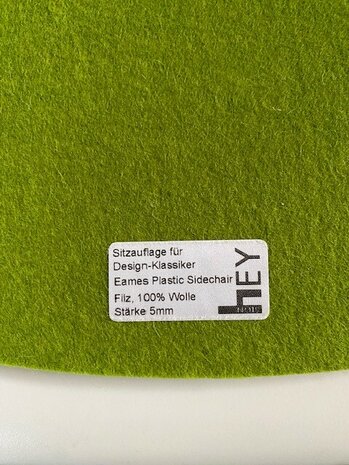 Sitzauflage für
Design-Klassiker
Eames Plastic Sidechair
Filz, 100% Wolle
Stärke 5mm
hEY